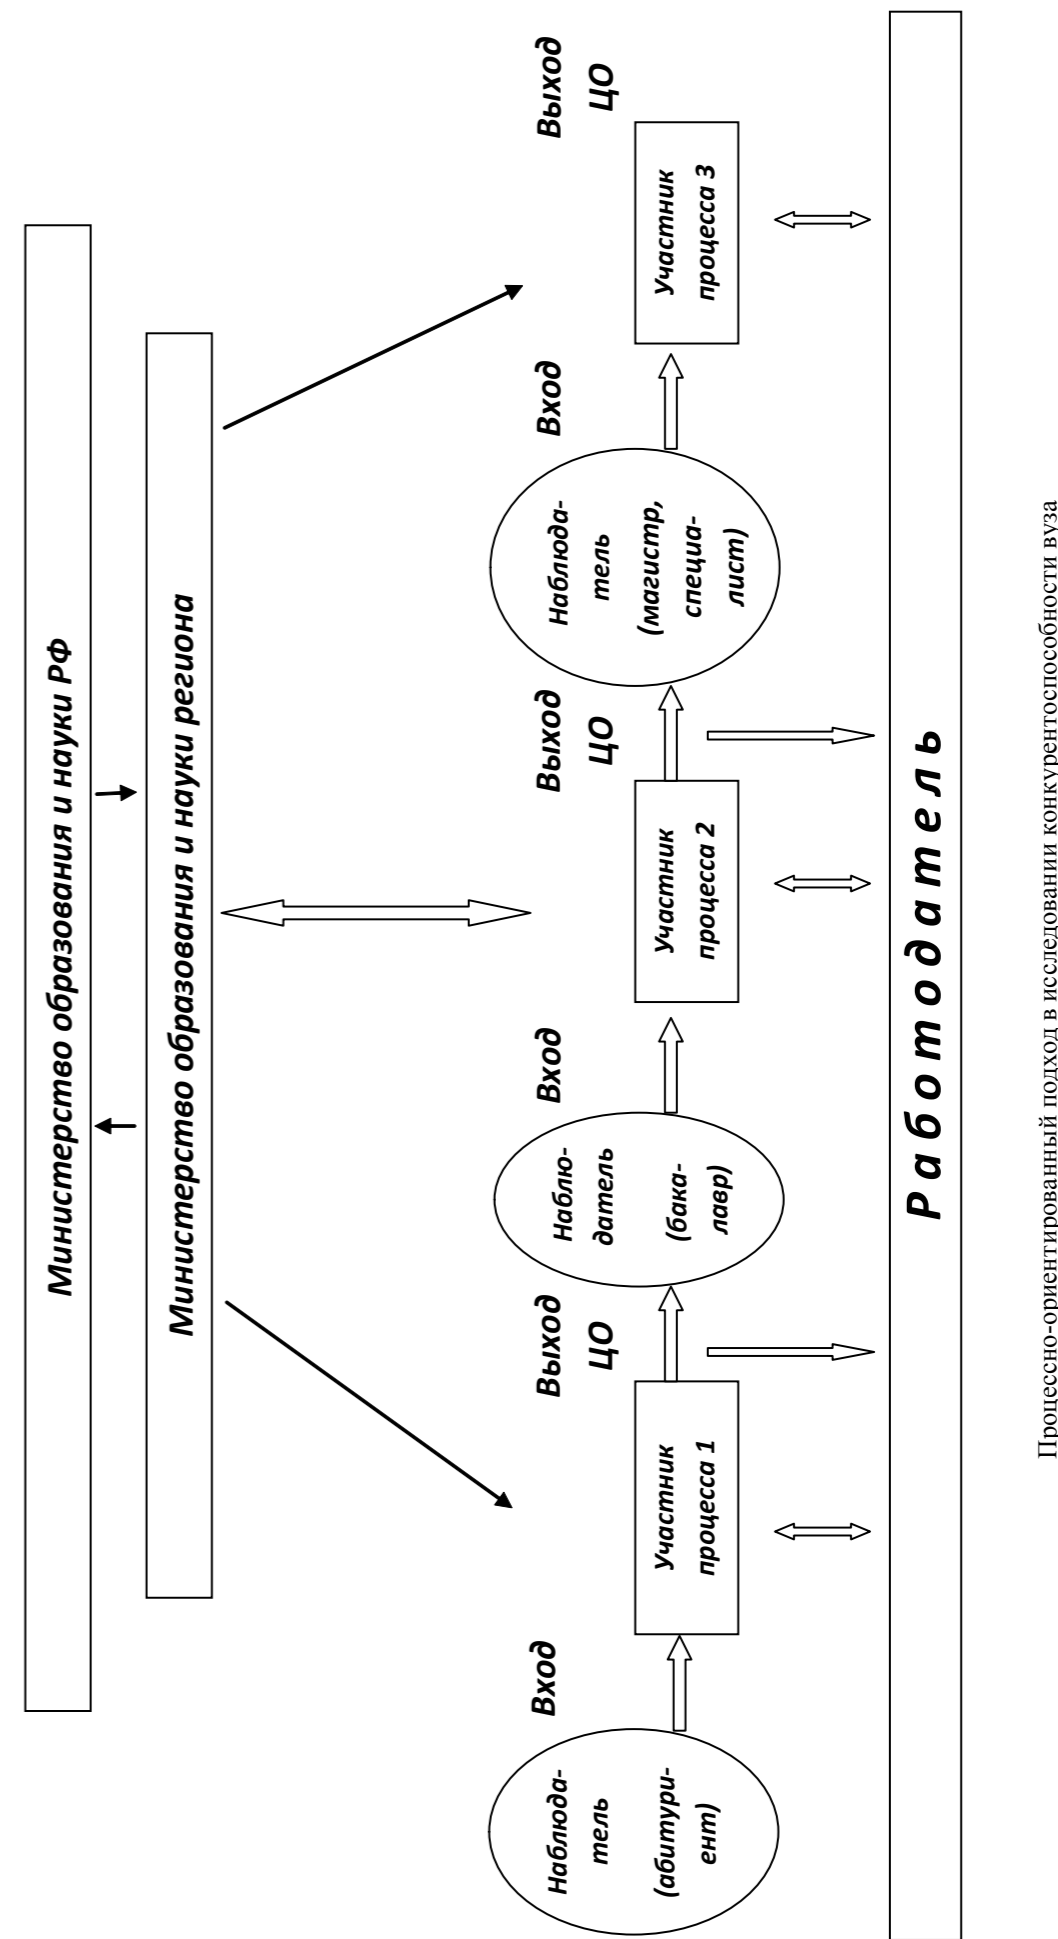 Министерство образования и науки РФ
Министерство образования и науки региона
Вход
Выход
ЦО
Вход
Выход
ЦО
Вход
Выход
ЦО
Наблюда-
тель
(абитури-
ент)
Участник
процесса 1
Наблю-
датель
(бака-
лавр)
Участник
процесса 2
Наблюда-
тель
(магистр,
специа-
лист)
Участник
процесса 3
Работодатель
Процессно-ориентированный подход в исследовании конкурентоспособности вуза